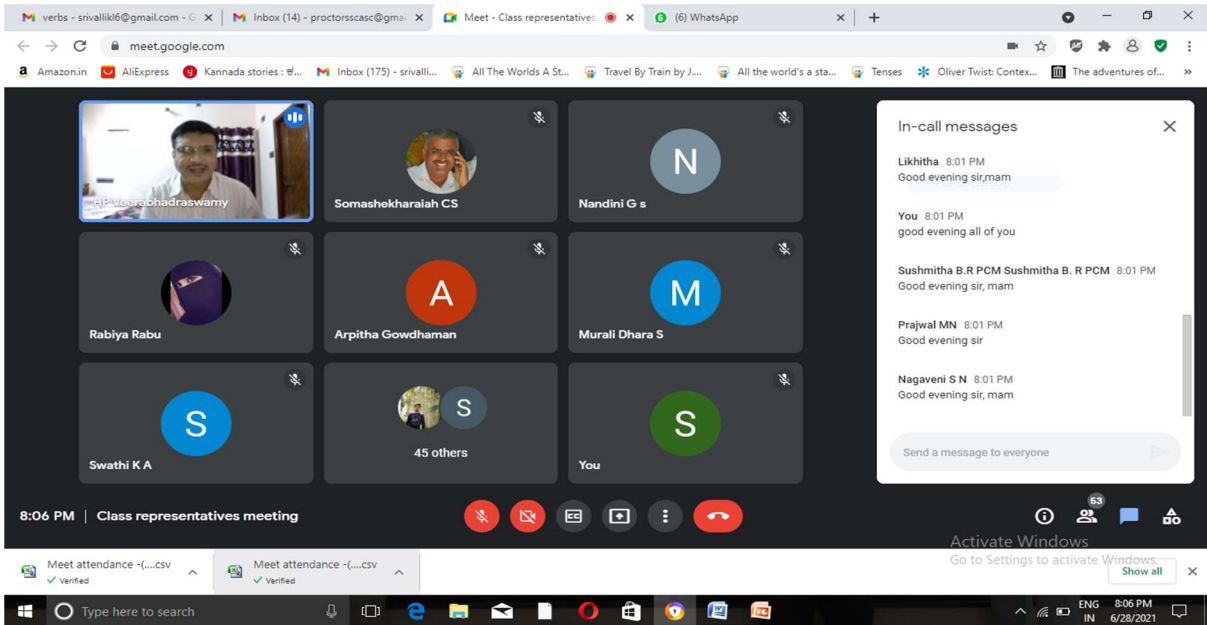 verbs - srivallikl6@gmail.com - G
Inbox (14) - proctorsscasc@gmai
Meet - Class representatives
(6) WhatsApp
meet.google.com
Amazon.in
AliExpress
Kannada stories :
Inbox (175) - srivalli...
All The Worlds A St...
Travel By Train by J....
All the world's a sta...
Tenses
Oliver Twist: Contex...
The adventures of...
»
HP Veerabhadraswamy
Somashekharaiah CS
N
Nandini G s
Rabiya Rabu
A
Arpitha Gowdhaman
M
Murali Dhara S
S
Swathi K A
S
45 others
S
You
In-call messages
Likhitha 8:01 PM
Good evening sir,mam
You 8:01 PM
good evening all of you
Sushmitha B.R PCM Sushmitha B. R PCM 8:01 PM
Good evening sir, mam
Prajwal MN 8:01 PM
Good evening sir
Nagaveni S N 8:01 PM
Good evening sir, mam
Send a message to everyone
8:06 PM | Class representatives meeting
53
Activate Windows
Go to Settings to activate Windows.
Meet attendance -(....csv
Verified
Meet attendance -(....csv
Verified
Show all
Type here to search
ENG
IN
8:06 PM
6/28/2021